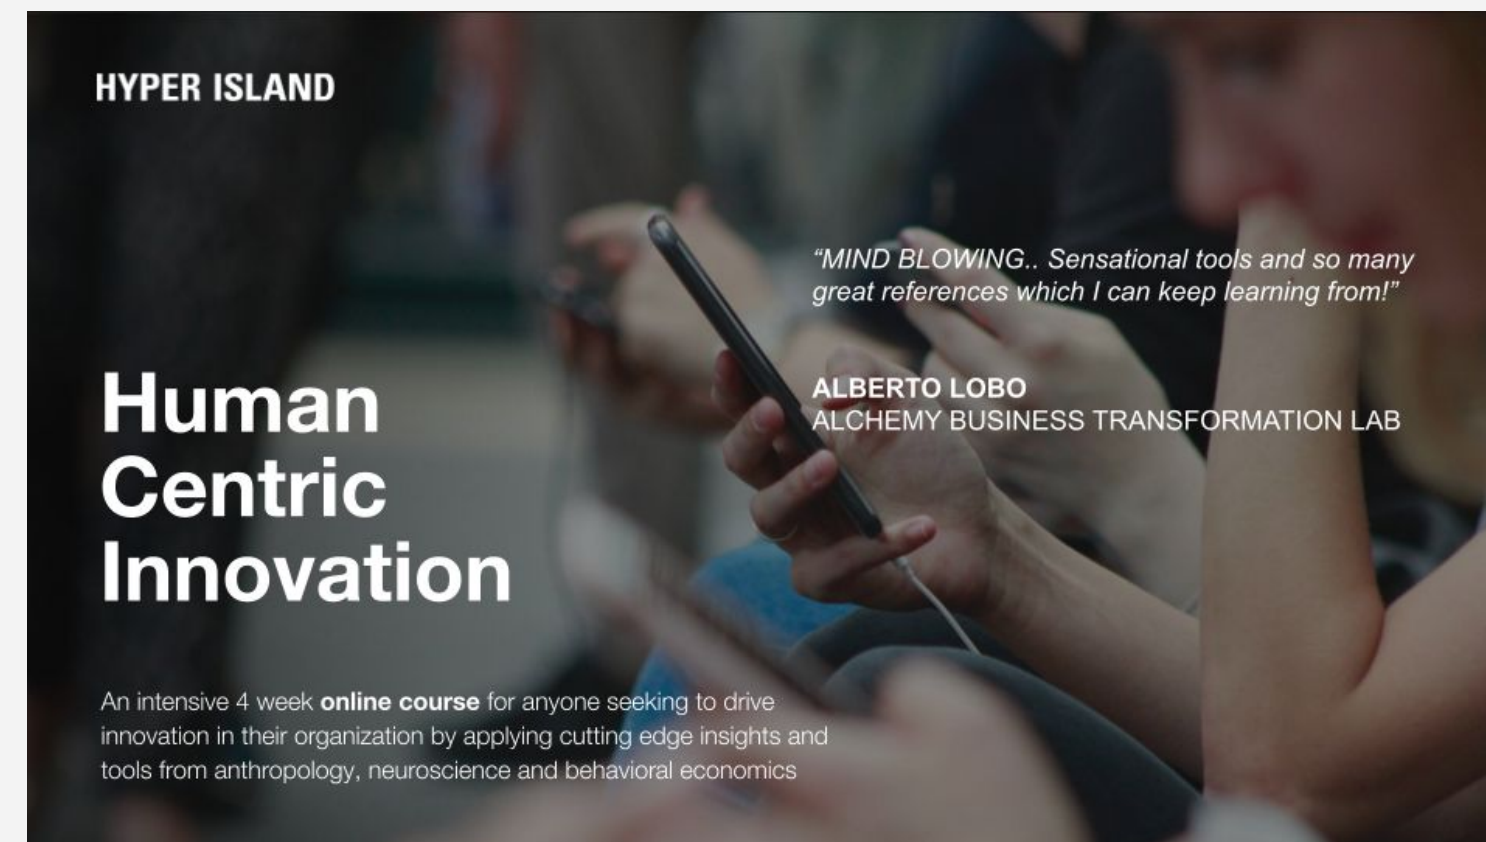 HYPER ISLAND
Human
Centric
Innovation
An intensive 4 week online course for anyone seeking to drive
innovation in their organization by applying cutting edge insights and
tools from anthropology, neuroscience and behavioral economics
“MIND BLOWING.. Sensational tools and so many
great references which I can keep learning from!”
ALBERTO LOBO
ALCHEMY BUSINESS TRANSFORMATION LAB